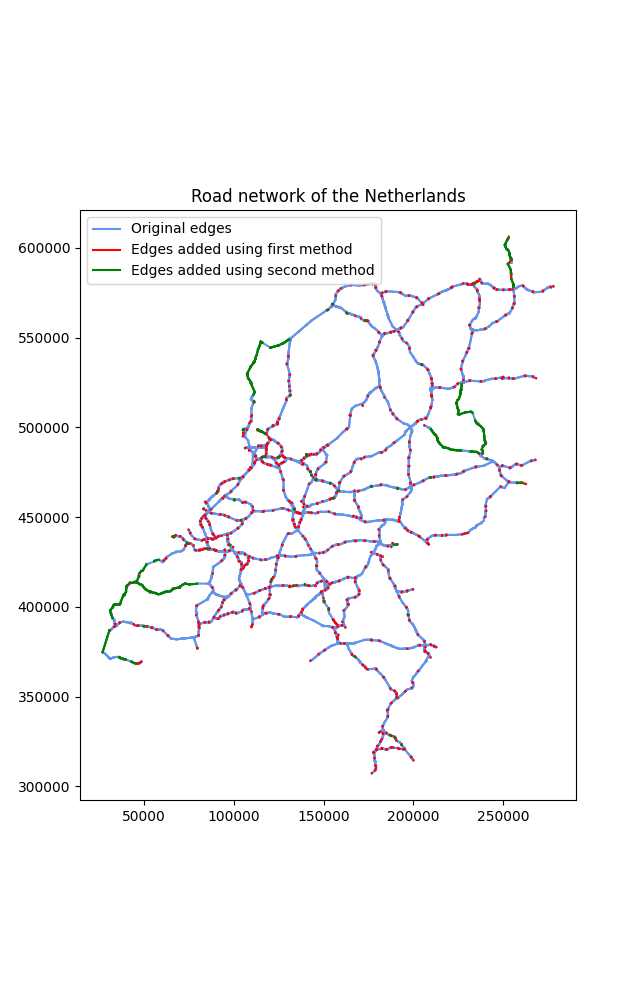 Road network of the Netherlands
Original edges
Edges added using first method
Edges added using second method
600000
550000
500000
450000
400000
350000
300000
50000 100000 150000 200000 250000